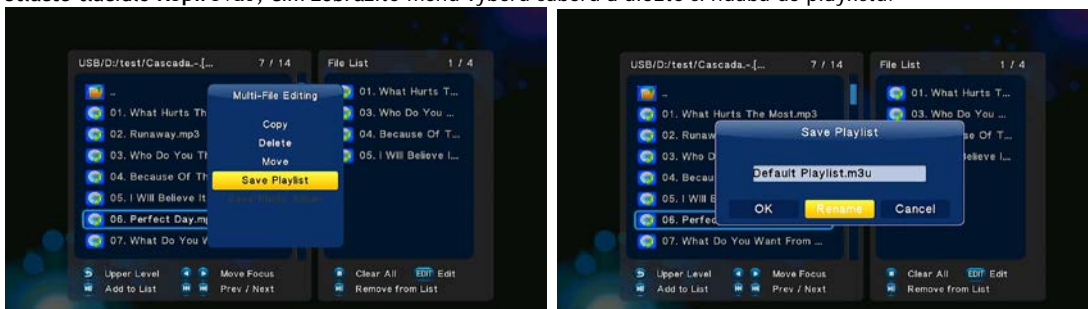 menu a si hudbu do playlistu.
USB/D:/test/Cascada.-.[... 7 / 14
File List 1 / 4
..
01. What Hurts Th
02. Runaway.mp3
03. Who Do You Th
04. Because Of Th
05. I Will Believe It
06. Perfect Day.mp
07. What Do You W
Multi-File Editing
Copy
Delete
Move
Save Playlist
01. What Hurts T...
03. Who Do You ...
04. Because Of T...
05. I Will Believe I...
Upper Level Move Focus
Add to List Prev / Next
Clear All EDIT Edit
Remove from List
USB/D:/test/Cascada.-.[... 7 / 14
File List 1 / 4
..
01. What Hurts The Most.mp3
02. Runaw
03. Who D
04. Becau
05. I Will B
06. Perfec
07. What Do You Want From ...
Save Playlist
Default Playlist.m3u
OK Rename Cancel
01. What Hurts T...
03. Who Do You ...
se Of T...
elieve I...
Upper Level Move Focus
Add to List Prev / Next
Clear All EDIT Edit
Remove from List